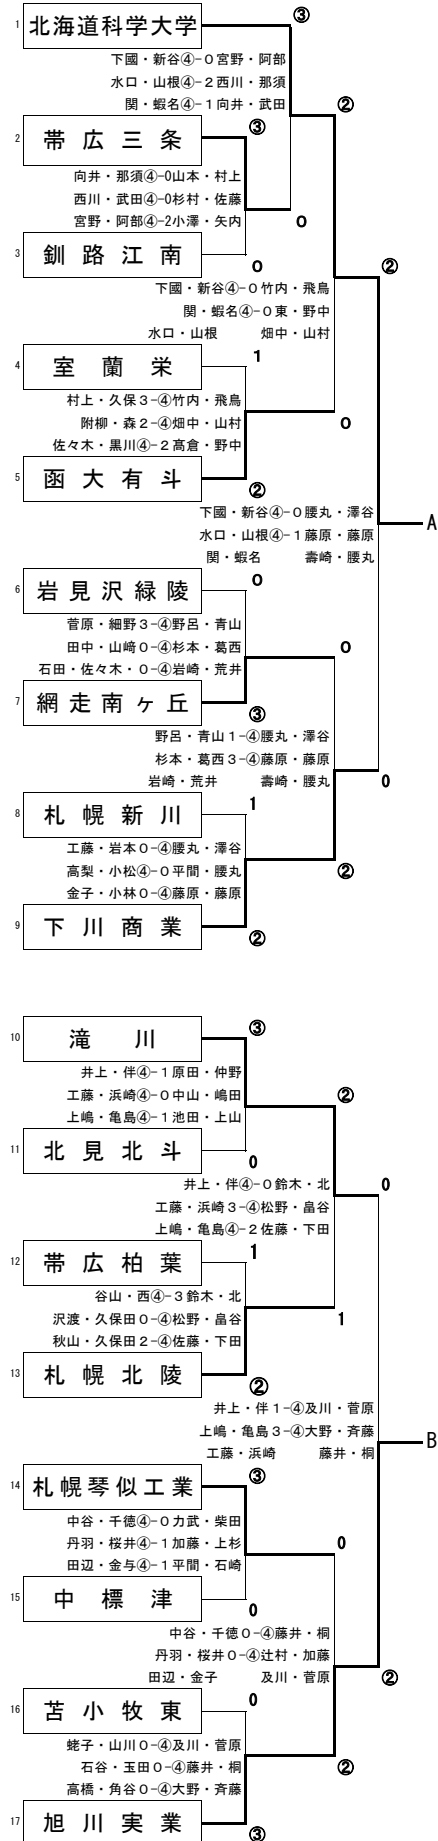 ③
1 北海道科学大学
下國・新谷④-０宮野・阿部
水口・山根④-２西川・那須
関・蝦名④-１向井・武田
②
③
2 帯広三条
向井・那須④-0山本・村上
西川・武田④-0杉村・佐藤
宮野・阿部④-2小澤・矢内
0
3 釧路江南
0
②
下國・新谷④-０竹内・飛鳥
関・蝦名④-０東・野中
水口・山根 畑中・山村
1
4 室蘭栄
村上・久保３-④竹内・飛鳥
附柳・森２-④畑中・山村
佐々木・黒川④-２髙倉・野中
0
5 函大有斗
②
下國・新谷④-０腰丸・澤谷
水口・山根④-１藤原・藤原
関・蝦名 壽崎・腰丸
A
0
6 岩見沢緑陵
菅原・細野３-④野呂・青山
田中・山﨑０-④杉本・葛西
石田・佐々木・０-④岩崎・荒井
0
7 網走南ヶ丘
③
野呂・青山１-④腰丸・澤谷
杉本・葛西３-④藤原・藤原
岩崎・荒井 壽崎・腰丸
0
1
8 札幌新川
工藤・岩本０-④腰丸・澤谷
高梨・小松④-０平間・腰丸
金子・小林０-④藤原・藤原
②
9 下川商業
②
③
10 滝川
井上・伴④-１原田・仲野
工藤・浜崎④-０中山・嶋田
上嶋・亀島④-１池田・上山
②
11 北見北斗
0
井上・伴④-０鈴木・北
工藤・浜崎３-④松野・畠谷
上嶋・亀島④-２佐藤・下田
0
1
12 帯広柏葉
谷山・西④-３鈴木・北
沢渡・久保田０-④松野・畠谷
秋山・久保田２-④佐藤・下田
1
13 札幌北陵
②
井上・伴１-④及川・菅原
上嶋・亀島３-④大野・斉藤
工藤・浜崎 藤井・桐
B
③
14 札幌琴似工業
中谷・千徳④-０力武・柴田
丹羽・桜井④-１加藤・上杉
田辺・金与④-１平間・石崎
0
15 中標津
0
中谷・千徳０-④藤井・桐
丹羽・桜井０-④辻村・加藤
田辺・金子 及川・菅原
②
0
16 苫小牧東
蛯子・山川０-④及川・菅原
石谷・玉田０-④藤井・桐
高橋・角谷０-④大野・斉藤
②
17 旭川実業
③